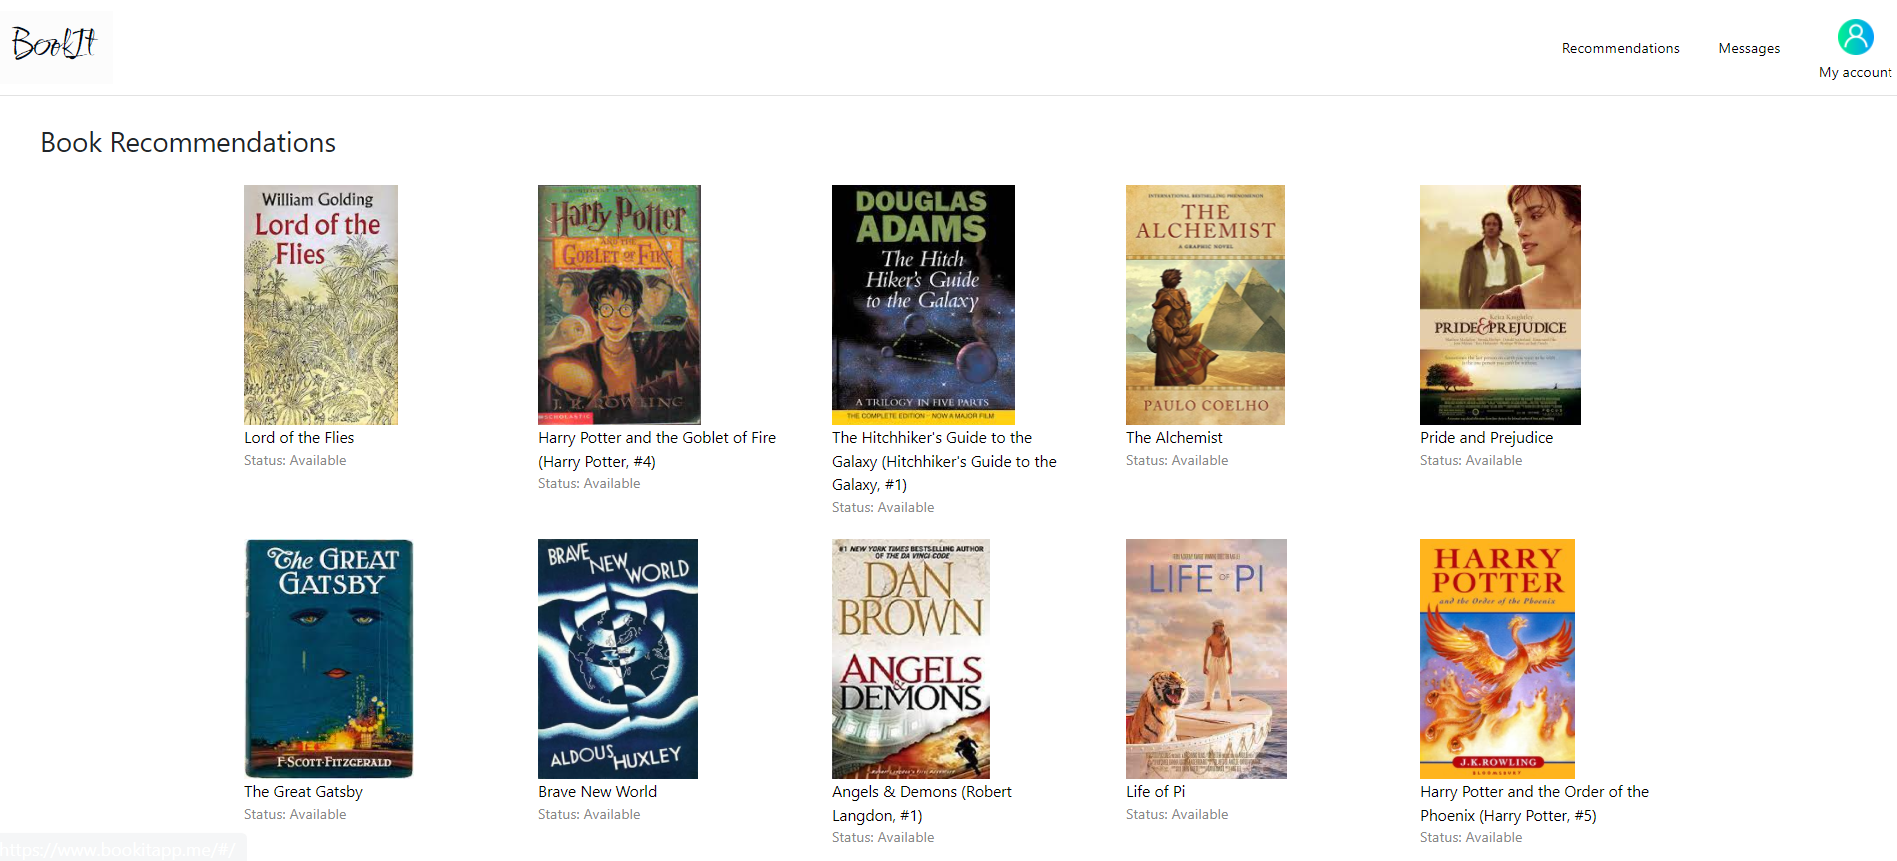 BookIt
Recommendations
Messages
My account
Book Recommendations
William Golding
Lord of the
Flies
Lord of the Flies
Status: Available
Harry Potter
AND THE
GOBLET OF FIRE
J. K. ROWLING
SCHOLASTIC
Harry Potter and the Goblet of Fire
(Harry Potter, #4)
Status: Available
DOUGLAS
ADAMS
The Hitch
Hiker's Guide
to the Galaxy
A TRILOGY IN FIVE PARTS
THE COMPLETE EDITION - NOW A MAJOR FILM
The Hitchhiker's Guide to the
Galaxy (Hitchhiker's Guide to the
Galaxy, #1)
Status: Available
INTERNATIONAL BESTSELLING PHENOMENON
THE
ALCHEMIST
A GRAPHIC NOVEL
PAULO COELHO
The Alchemist
Status: Available
Keira Knightley
PRIDE & PREJUDICE
Pride and Prejudice
Status: Available
The GREAT
GATSBY
F·SCOTT·FITZGERALD
The Great Gatsby
Status: Available
BRAVE
NEW
WORLD
ALDOUS
HUXLEY
Brave New World
Status: Available
#1 NEW YORK TIMES BESTSELLING AUTHOR
OF THE DA VINCI CODE
DAN
BROWN
ANGELS
&
DEMONS
Angels & Demons (Robert
Langdon, #1)
Status: Available
LIFE OF PI
Life of Pi
Status: Available
HARRY
POTTER
and the Order of the Phoenix
J.K.ROWLING
BLOOMSBURY
Harry Potter and the Order of the
Phoenix (Harry Potter, #5)
Status: Available
https://www.bookitapp.me/#/